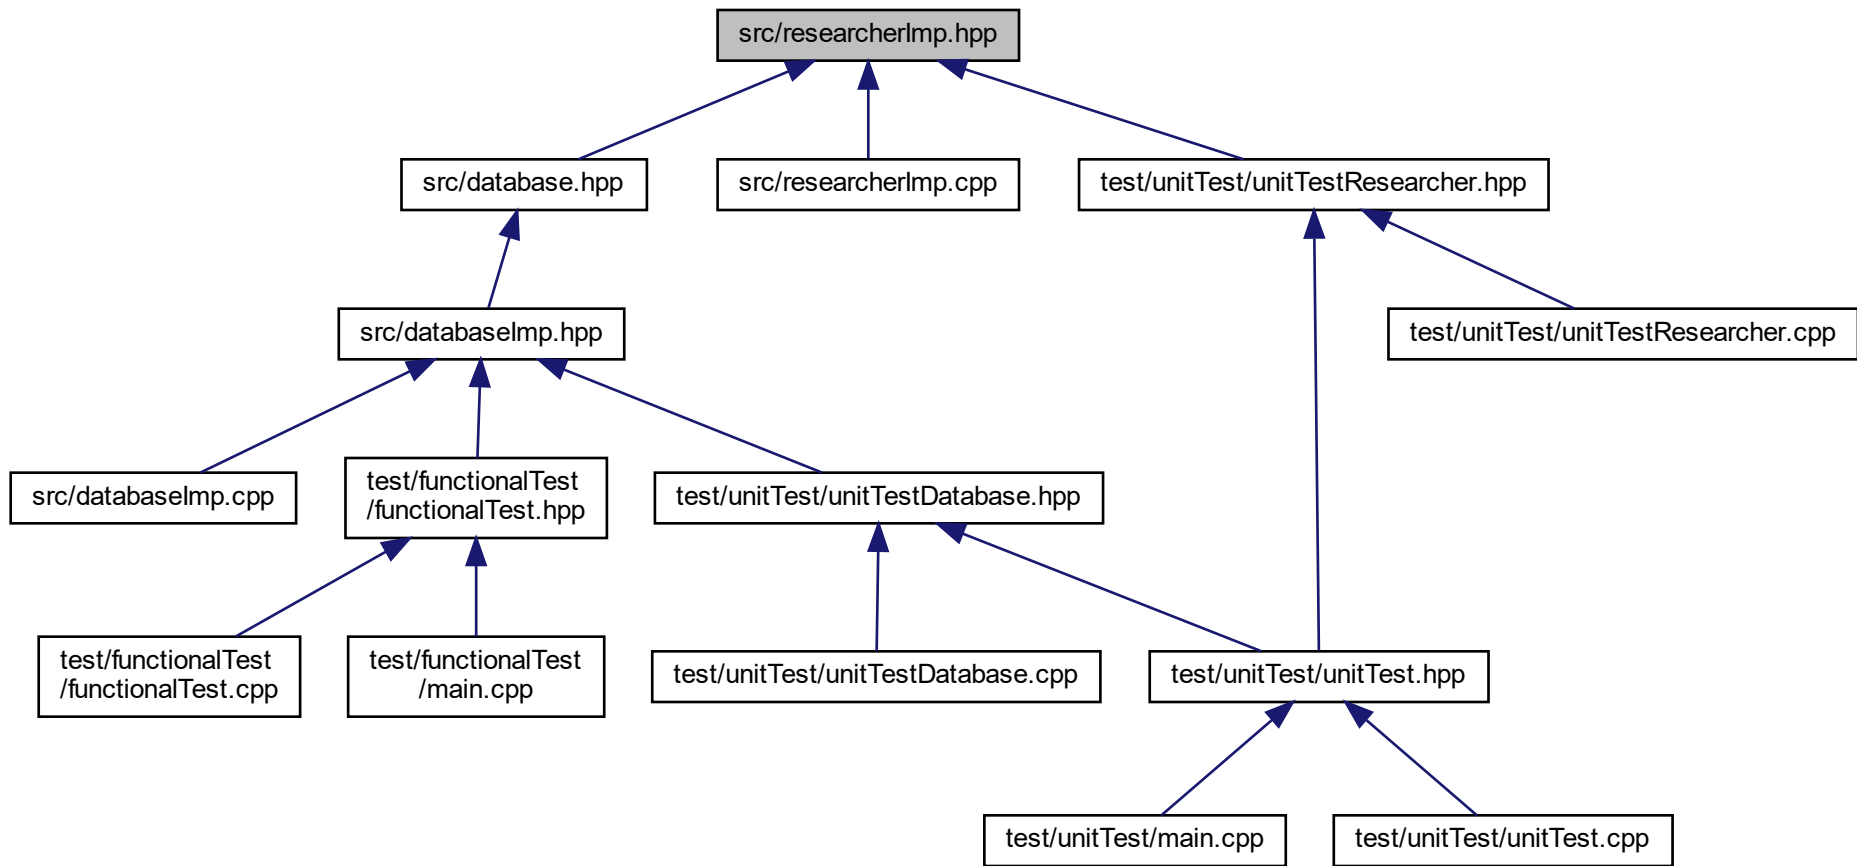 src/researcherImp.hpp
src/database.hpp
src/researcherImp.cpp
test/unitTest/unitTestResearcher.hpp
src/databaseImp.hpp
test/unitTest/unitTestResearcher.cpp
src/databaseImp.cpp
test/functionalTest
/functionalTest.hpp
test/unitTest/unitTestDatabase.hpp
test/functionalTest
/functionalTest.cpp
test/functionalTest
/main.cpp
test/unitTest/unitTestDatabase.cpp
test/unitTest/unitTest.hpp
test/unitTest/main.cpp
test/unitTest/unitTest.cpp